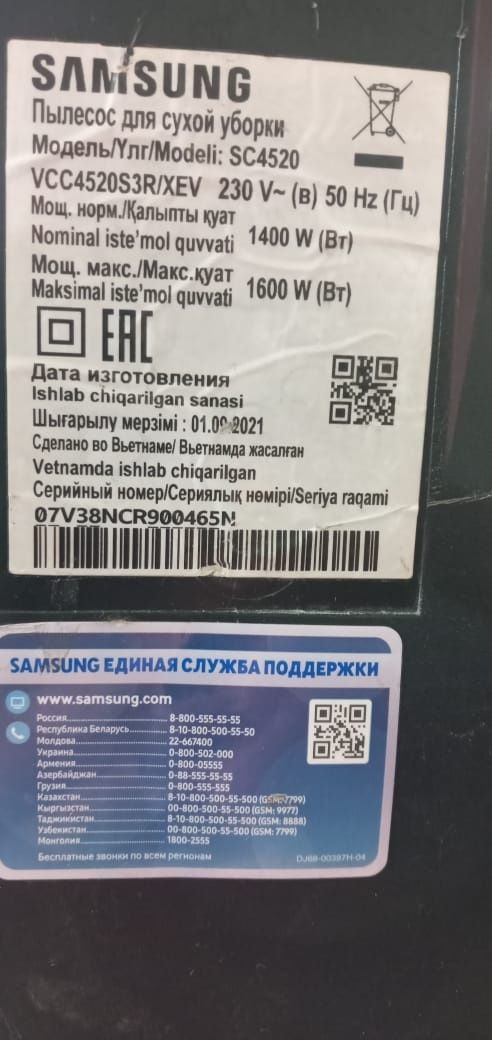 SAMSUNG
Пылесос для сухой уборки
Модель/Үлг/Modeli: SC4520
VCC4520S3R/XEV 230 V~ (в) 50 Hz (Гц)
Мощ. норм./Қалыпты қуат
Nominal iste'mol quvvati 1400 W (Вт)
Мощ. макс./Макс.қуат
Maksimal iste'mol quvvati 1600 W (Вт)
EAC
Дата изготовления
Ishlab chiqarilgan sanasi
Шығарылу мерзімі : 2021
Сделано во Вьетнаме/ Вьетнамда жасалған
Vetnamda ishlab chiqarilgan
Серийный номер/Сериялық нөмірі/Seriya raqami
07V38NCR900465N
SAMSUNG ЕДИНАЯ СЛУЖБА ПОДДЕРЖКИ
www.samsung.com
Россия 8-800-555-55-55
Республика Беларусь 8-10-800-500-55-500
Молдова 22-667400
Украина 0-800-502-000
Армения 0-800-05555
Азербайджан 0-88-555-55-55
Грузия 0-800-555-555
Казахстан 8-10-800-500-55-500 (GSM: 7799)
Кыргызстан 00-800-500-55-500 (GSM: 9977)
Таджикистан 8-10-800-500-55-500 (GSM: 8888)
Узбекистан 00-800-500-55-500 (GSM: 7799)
Монголия 1800-2555
Бесплатные звонки по всем регионам
DJ68-00397H-04